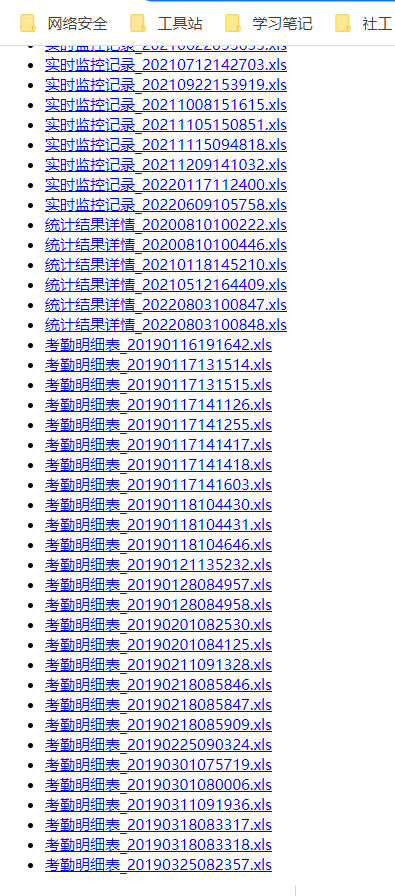 网络安全
工具站
学习笔记
社工
实时监控记录_20210712142703.xls
实时监控记录_20210922153919.xls
实时监控记录_20211008151615.xls
实时监控记录_20211105150851.xls
实时监控记录_20211115094818.xls
实时监控记录_20211209141032.xls
实时监控记录_20220117112400.xls
实时监控记录_20220609105758.xls
统计结果详情_20200810100222.xls
统计结果详情_20200810100446.xls
统计结果详情_20210118145210.xls
统计结果详情_20210512164409.xls
统计结果详情_20220803100847.xls
统计结果详情_20220803100848.xls
考勤明细表_20190116191642.xls
考勤明细表_20190117131514.xls
考勤明细表_20190117131515.xls
考勤明细表_20190117141126.xls
考勤明细表_20190117141255.xls
考勤明细表_20190117141417.xls
考勤明细表_20190117141418.xls
考勤明细表_20190117141603.xls
考勤明细表_20190118104430.xls
考勤明细表_20190118104431.xls
考勤明细表_20190118104646.xls
考勤明细表_20190121135232.xls
考勤明细表_20190128084957.xls
考勤明细表_20190128084958.xls
考勤明细表_20190201082530.xls
考勤明细表_20190201084125.xls
考勤明细表_20190211091328.xls
考勤明细表_20190218085846.xls
考勤明细表_20190218085847.xls
考勤明细表_20190218085909.xls
考勤明细表_20190225090324.xls
考勤明细表_20190301075719.xls
考勤明细表_20190301080006.xls
考勤明细表_20190311091936.xls
考勤明细表_20190318083317.xls
考勤明细表_20190318083318.xls
考勤明细表_20190325082357.xls